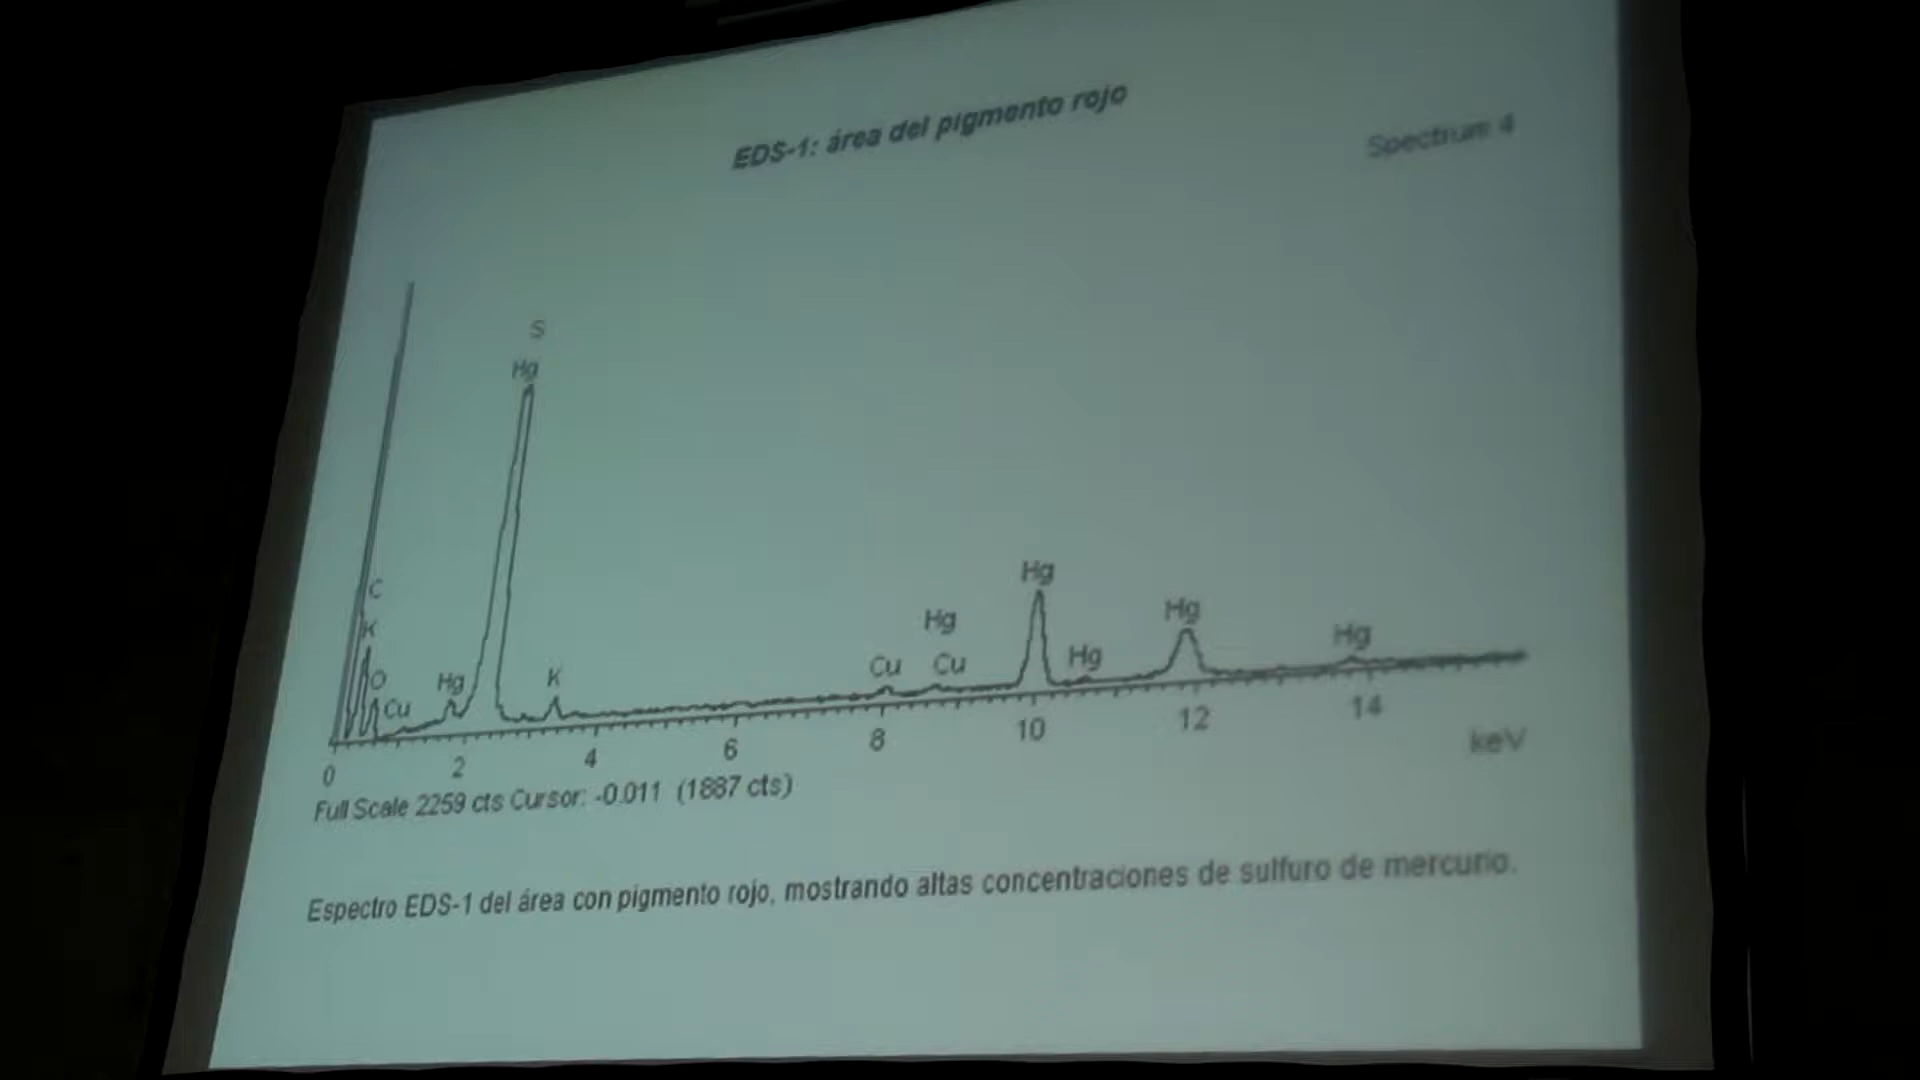 EDS-1: área del pigmento rojo
Spectrum 4
S
Hg
C
K
O
Cu
Hg
K
Cu
Hg
Cu
Hg
Hg
Hg
Hg
0 2 4 6 8 10 12 14
keV
Full Scale 2259 cts Cursor: -0.011 (1887 cts)
Espectro EDS-1 del área con pigmento rojo, mostrando altas concentraciones de sulfuro de mercurio.